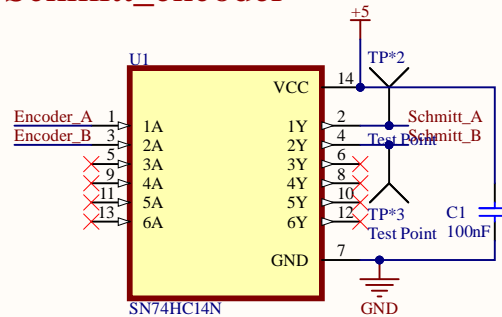 Schmitt_encoder
+5
U1
TP*2
VCC 14
Encoder_A 1 1A 1Y 2 Schmitt_A
Test Point
Encoder_B 3 2A 2Y 4 Schmitt_B
5 3A 3Y 6
9 4A 4Y 8
11 5A 5Y 10
13 6A 6Y 12
TP*3
Test Point
C1
100nF
GND 7
SN74HC14N
GND